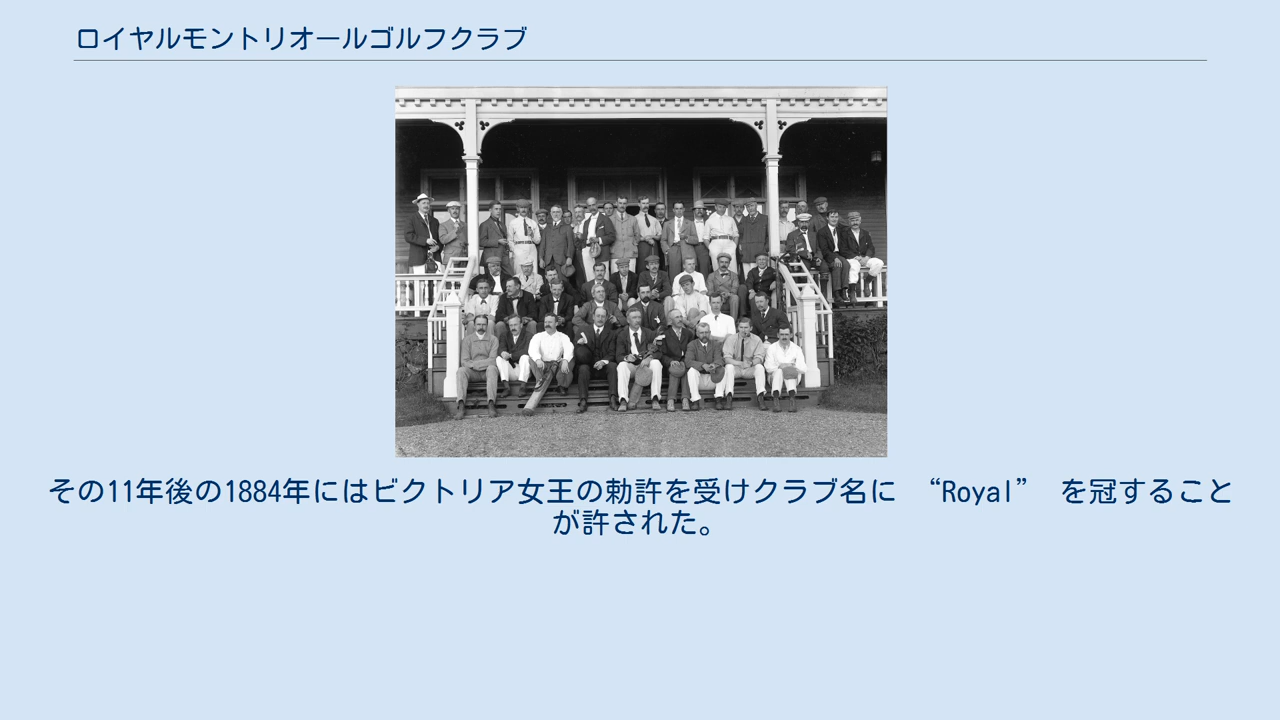 ロイヤルモントリオールゴルフクラブ
その11年後の1884年にはビクトリア女王の勅許を受けクラブ名に　“Royal”　を冠すること
が許された。